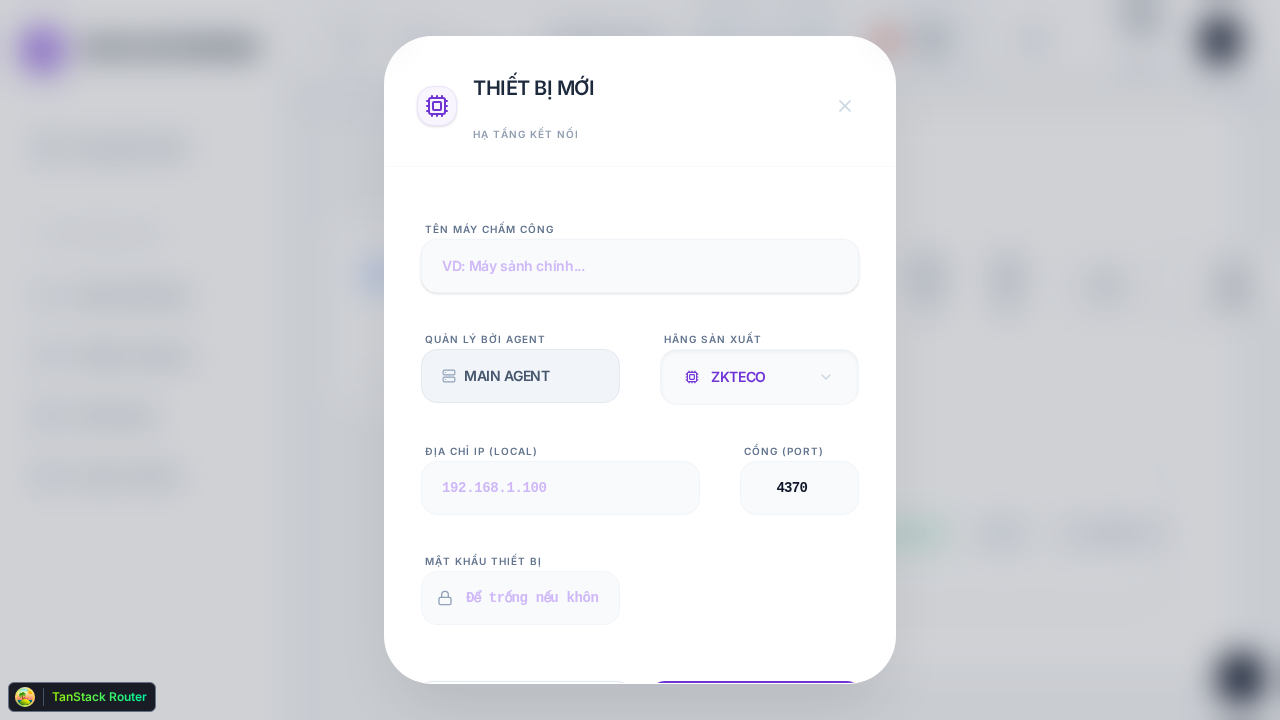 THIẾT BỊ MỚI
HẠ TẦNG KẾT NỐI
TÊN MÁY CHẤM CÔNG
VD: Máy sảnh chính...
QUẢN LÝ BỞI AGENT
HÃNG SẢN XUẤT
MAIN AGENT
ZKTECO
ĐỊA CHỈ IP (LOCAL)
CỔNG (PORT)
192.168.1.100
4370
MẬT KHẨU THIẾT BỊ
Để trống nếu khôn
TanStack Router